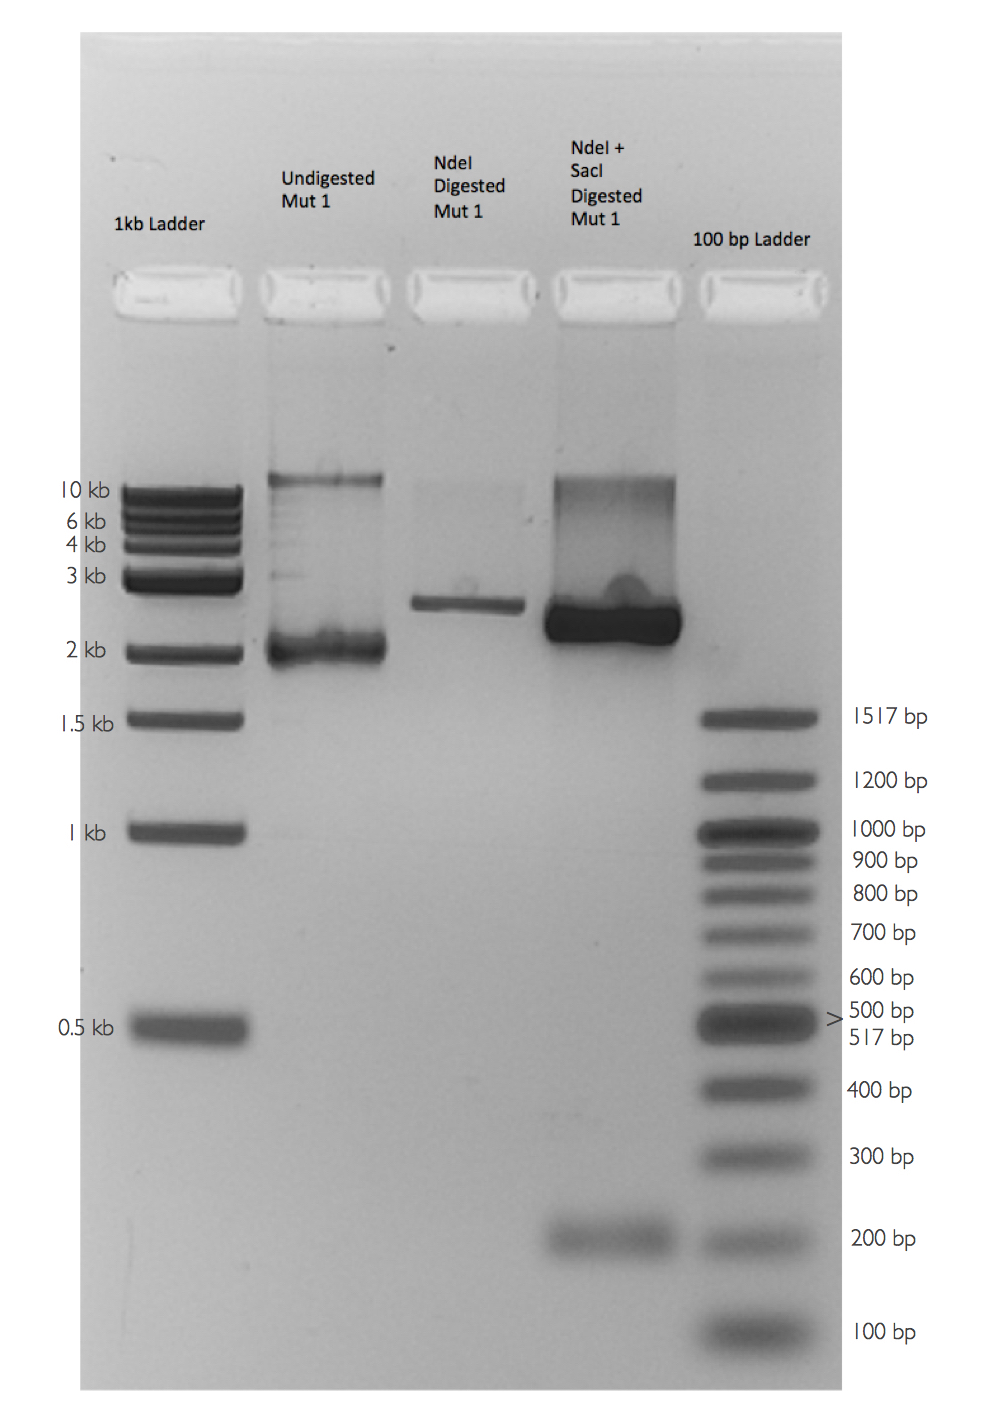 1kb Ladder
Undigested
Mut 1
NdeI
Digested
Mut 1
NdeI +
SacI
Digested
Mut 1
100 bp Ladder
10 kb
6 kb
4 kb
3 kb
2 kb
1.5 kb
1 kb
0.5 kb
1517 bp
1200 bp
1000 bp
900 bp
800 bp
700 bp
600 bp
> 500 bp
517 bp
400 bp
300 bp
200 bp
100 bp